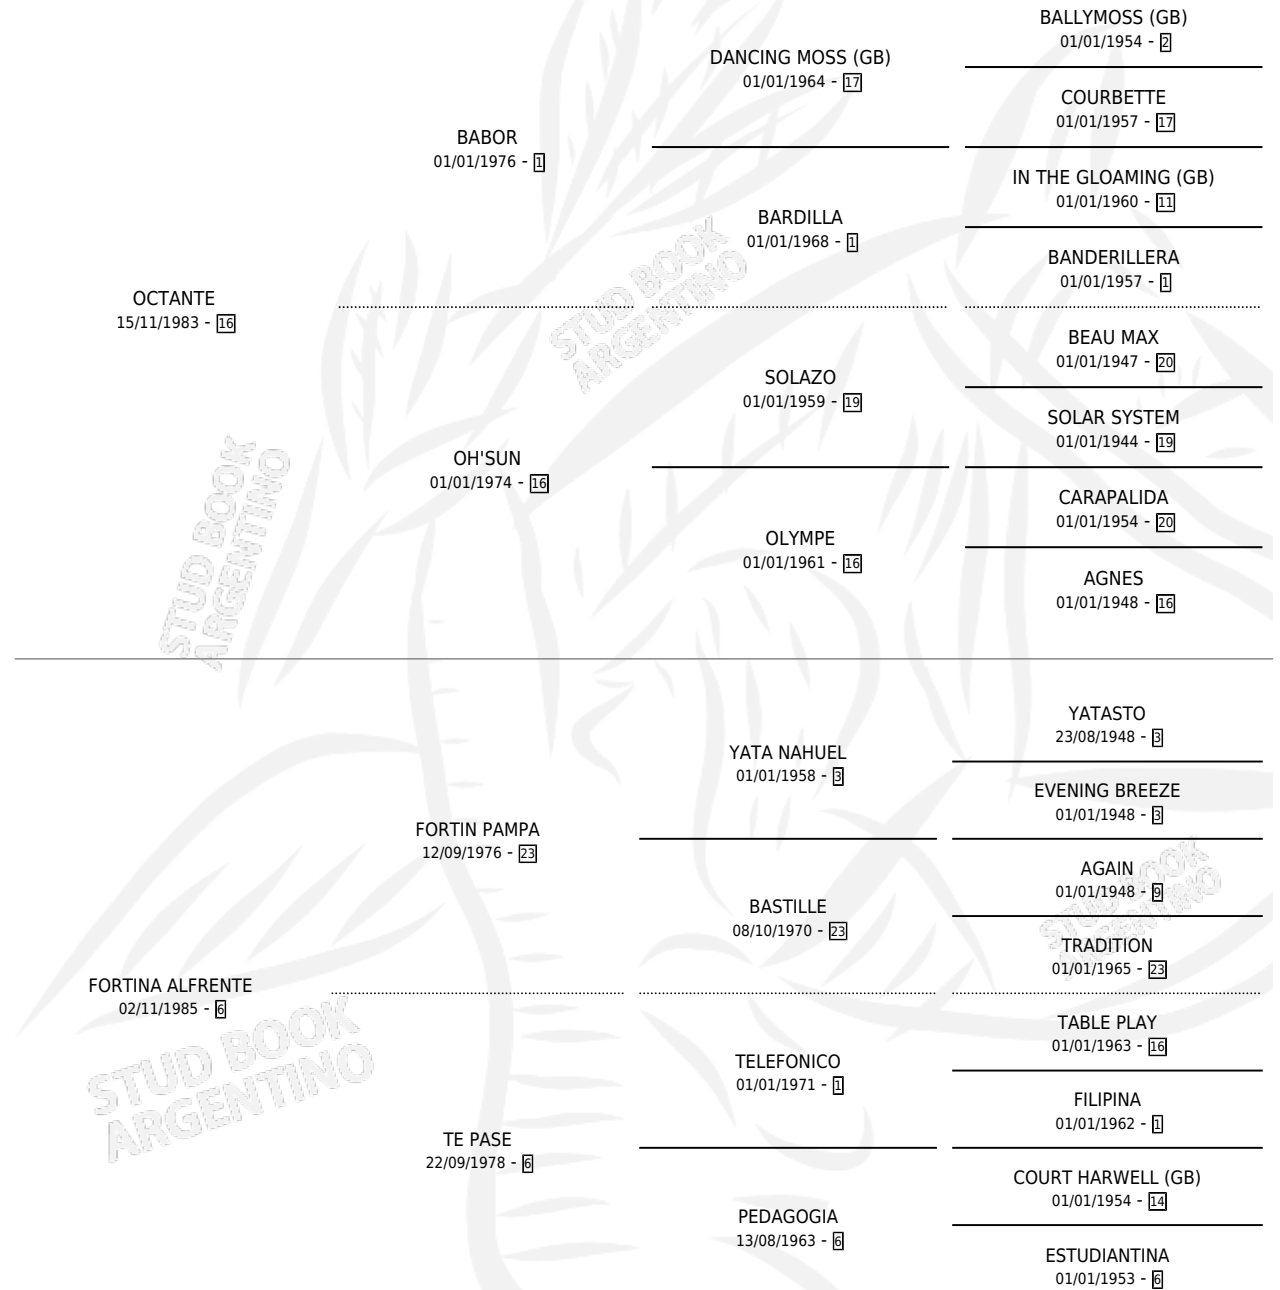 BALLYMOSS (GB)
01/01/1954 - 2
DANCING MOSS (GB)
01/01/1964 - 17
COURBETTE
01/01/1957 - 17
BABOR
01/01/1976 - 1
IN THE GLOAMING (GB)
01/01/1960 - 11
BARDILLA
01/01/1968 - 1
BANDERILLERA
01/01/1957 - 1
OCTANTE
15/11/1983 - 16
STUD BOOK
ARGENTINO
BEAU MAX
01/01/1947 - 20
SOLAZO
01/01/1959 - 19
SOLAR SYSTEM
01/01/1944 - 19
OH'SUN
01/01/1974 - 16
CARAPALIDA
01/01/1954 - 20
OLYMPE
01/01/1961 - 16
AGNES
01/01/1948 - 16
STUD BOOK
ARGENTINO
YATASTO
23/08/1948 - 3
YATA NAHUEL
01/01/1958 - 3
EVENING BREEZE
01/01/1948 - 3
FORTIN PAMPA
12/09/1976 - 23
AGAIN
01/01/1948 - 9
BASTILLE
08/10/1970 - 23
TRADITION
01/01/1965 - 23
STUD BOOK
ARGENTINO
FORTINA ALFRENTE
02/11/1985 - 6
STUD BOOK
ARGENTINO
TABLE PLAY
01/01/1963 - 16
TELEFONICO
01/01/1971 - 1
FILIPINA
01/01/1962 - 1
TE PASE
22/09/1978 - 6
COURT HARWELL (GB)
01/01/1954 - 14
PEDAGOGIA
13/08/1963 - 6
ESTUDIANTINA
01/01/1953 - 6